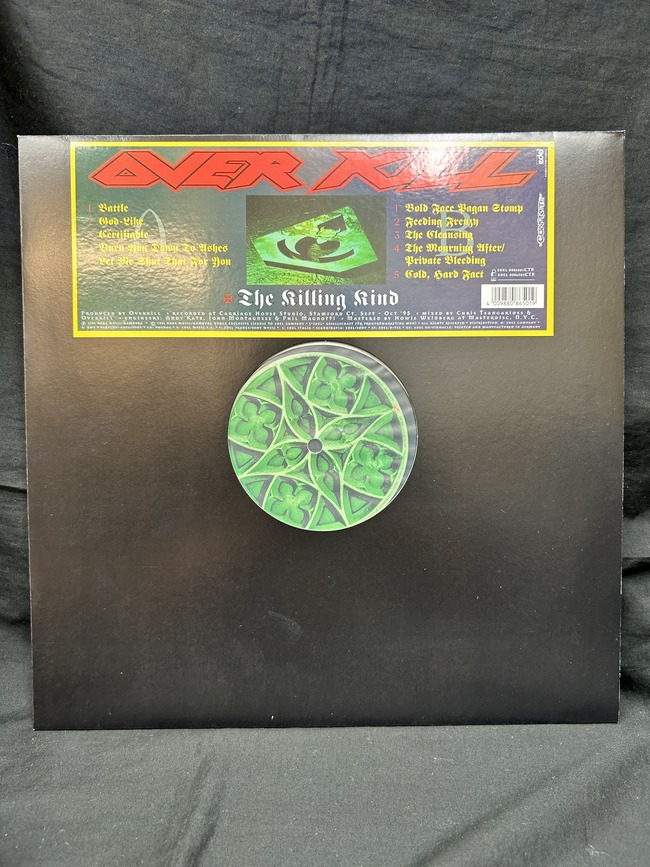 OVER KILL
1 Battle
God-Like
Certifiable
Burn You Down To Ashes
Let Me Shut That For You
1 Bold Face Pagan Stomp
2 Feeding Frenzy
3 The Cleansing
4 The Mourning After/
Private Bleeding
5 Cold, Hard Fact
The Killing Kind
4 009880 865019
Produced by Overkill • recorded at Carriage House Studio, Stamford Ct, Sept - Oct '95 • mixed by Chris Tsangarides &
Overkill • engineers: Andy Katz, John Montagnese & Phil Magnotti • Mastered by Howie Weinberg at Masterdisc, N.Y.C.